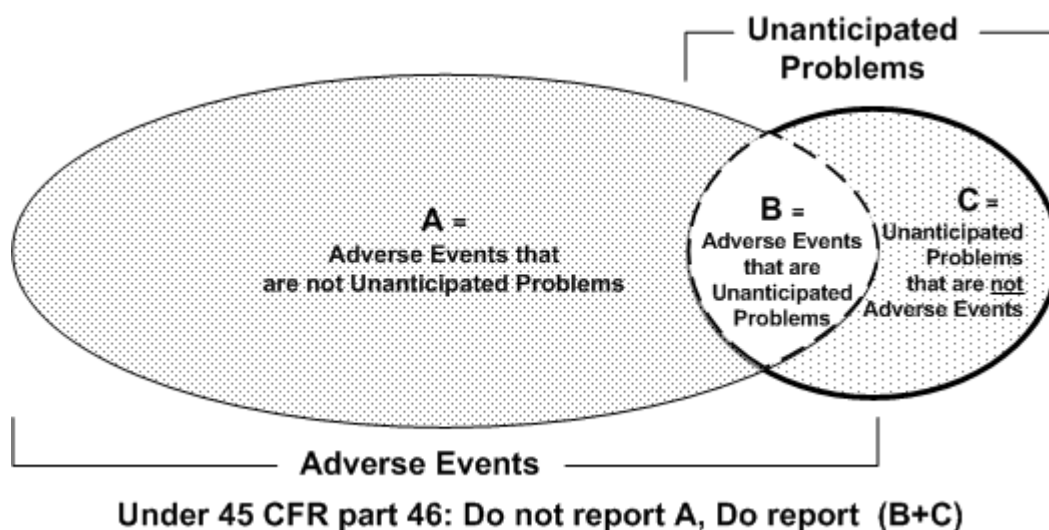 Unanticipated
Problems
A =
Adverse Events that
are not Unanticipated Problems
B =
Adverse Events
that are
Unanticipated
Problems
C =
Unanticipated
Problems
that are not
Adverse Events
Adverse Events
Under 45 CFR part 46: Do not report A, Do report (B+C)